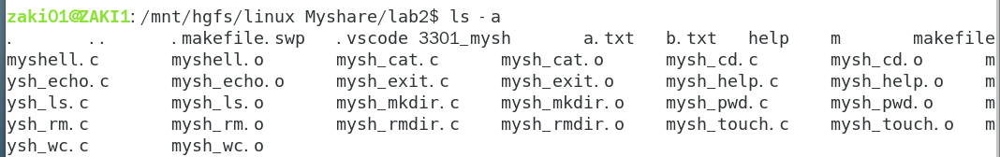 zaki01@ZAKI1:/mnt/hgfs/linux Myshare/lab2$ ls -a
. .. .makefile.swp .vscode 3301_mysh a.txt b.txt help m makefile
myshell.c myshell.o mysh_cat.c mysh_cat.o mysh_cd.c mysh_cd.o m
ysh_echo.c mysh_echo.o mysh_exit.c mysh_exit.o mysh_help.c mysh_help.o m
ysh_ls.c mysh_ls.o mysh_mkdir.c mysh_mkdir.o mysh_pwd.c mysh_pwd.o m
ysh_rm.c mysh_rm.o mysh_rmdir.c mysh_rmdir.o mysh_touch.c mysh_touch.o m
ysh_wc.c mysh_wc.o